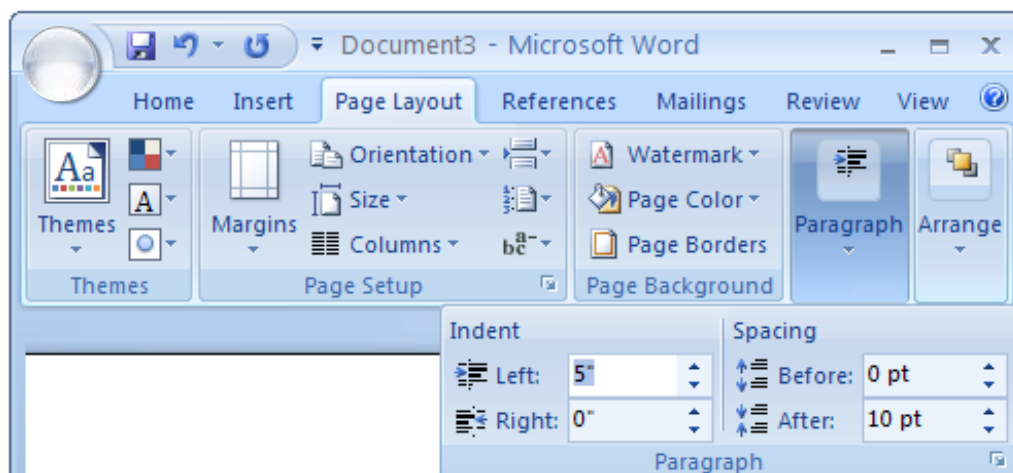 Document3 - Microsoft Word
Home Insert Page Layout References Mailings Review View
Aa Themes
A
Themes
Margins
Orientation
Size
Columns
a-
bc
Page Setup
Watermark
Page Color
Page Borders
Page Background
Paragraph
Arrange
Indent
Left: 5"
Right: 0"
Spacing
Before: 0 pt
After: 10 pt
Paragraph